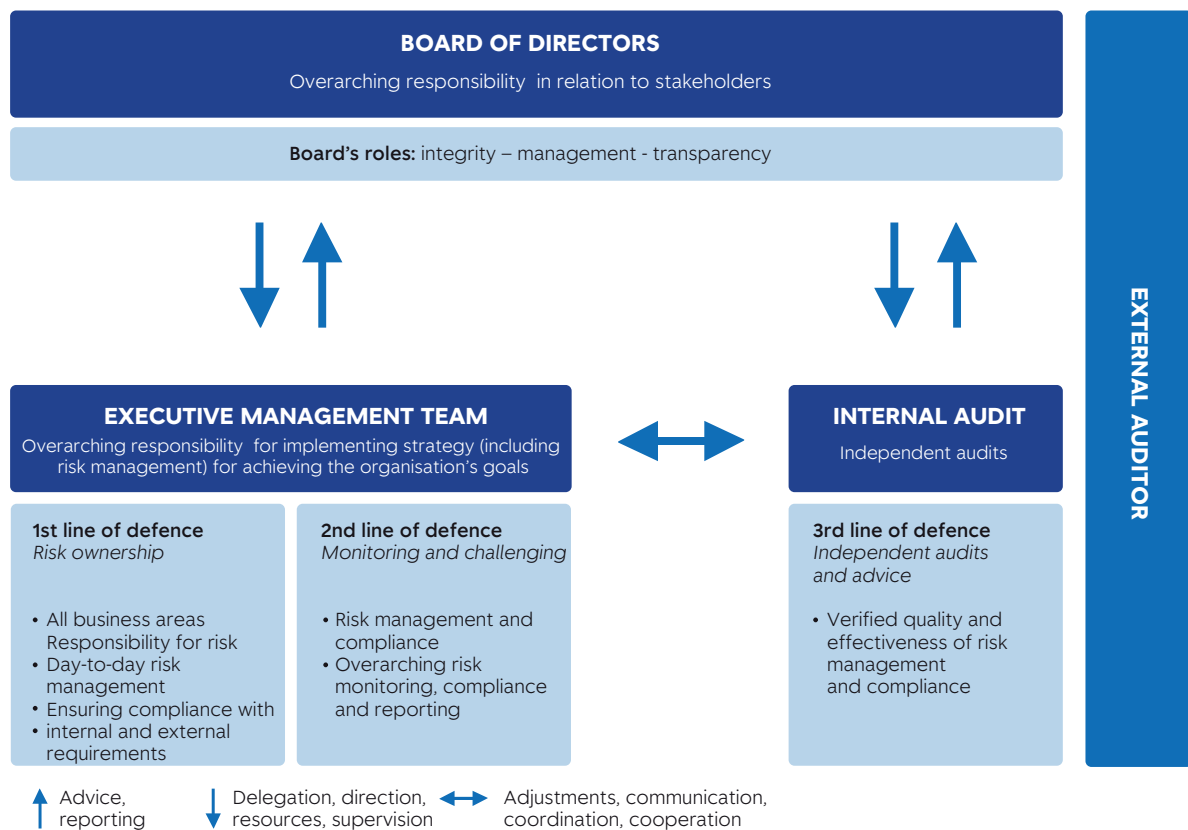 BOARD OF DIRECTORS
Overarching responsibility in relation to stakeholders
Board's roles: integrity – management - transparency
EXECUTIVE MANAGEMENT TEAM
Overarching responsibility for implementing strategy (including
risk management) for achieving the organisation's goals
INTERNAL AUDIT
Independent audits
1st line of defence
Risk ownership
• All business areas
Responsibility for risk
• Day-to-day risk
management
• Ensuring compliance with
• internal and external
requirements
2nd line of defence
Monitoring and challenging
• Risk management and
compliance
• Overarching risk
monitoring, compliance
and reporting
3rd line of defence
Independent audits
and advice
• Verified quality and
effectiveness of risk
management
and compliance
EXTERNAL AUDITOR
Advice,
reporting
Delegation, direction,
resources, supervision
Adjustments, communication,
coordination, cooperation